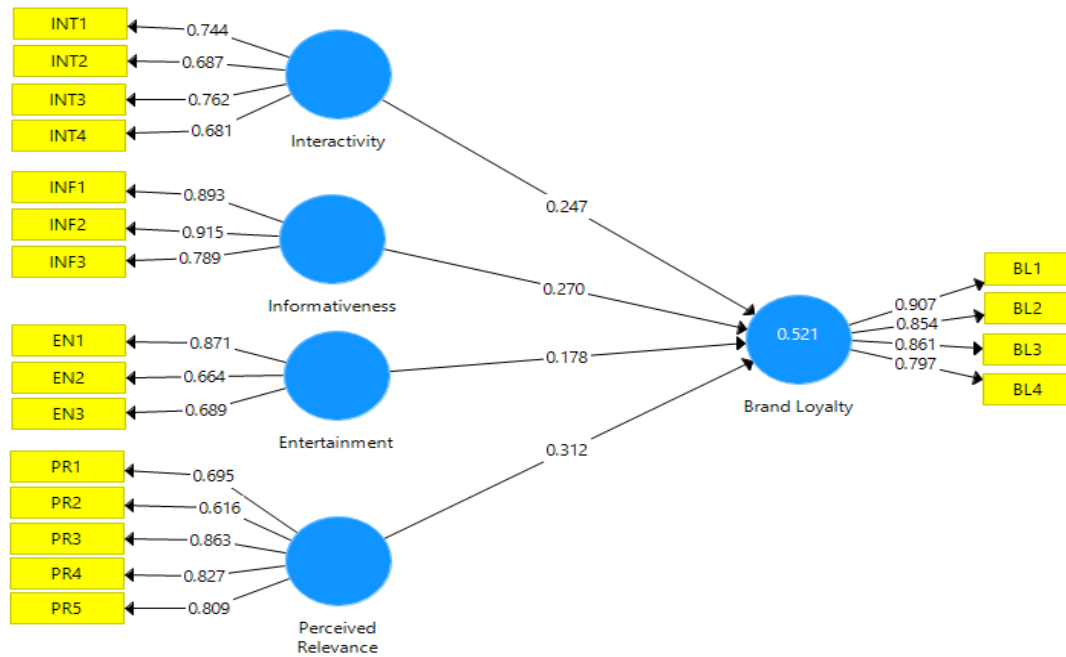 INT1
0.744
INT2
0.687
INT3
0.762
INT4
0.681
Interactivity
0.247
INF1
0.893
INF2
0.915
INF3
0.789
Informativeness
0.270
EN1
0.871
EN2
0.664
EN3
0.689
Entertainment
0.178
PR1
0.695
PR2
0.616
PR3
0.863
PR4
0.827
PR5
0.809
Perceived
Relevance
0.312
0.521
Brand Loyalty
BL1
0.907
BL2
0.854
BL3
0.861
BL4
0.797